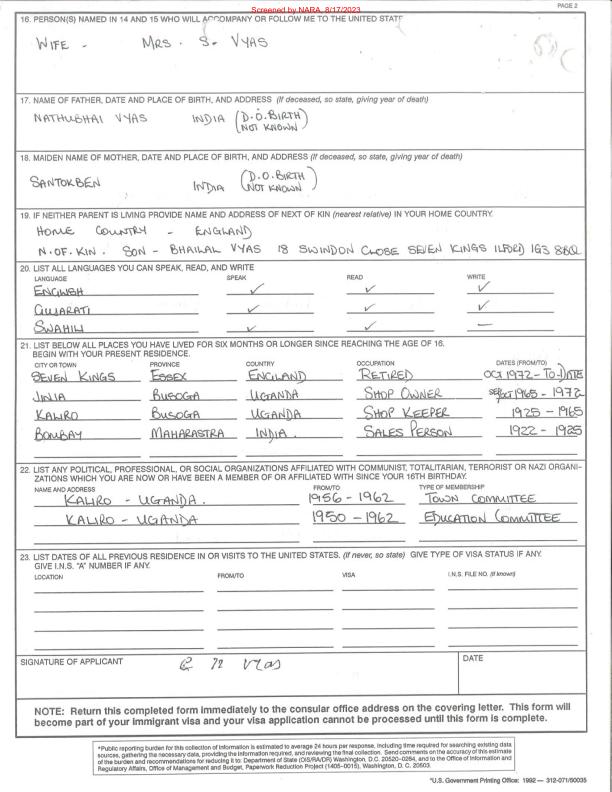 Screened by NARA, 8/17/2023
PAGE 2
16. PERSON(S) NAMED IN 14 AND 15 WHO WILL ACCOMPANY OR FOLLOW ME TO THE UNITED STAT
WIFE - MRS. S. VYAS
17. NAME OF FATHER, DATE AND PLACE OF BIRTH, AND ADDRESS (If deceased, so state, giving year of death)
NATHUBHAI VYAS INDIA (D.O.BIRTH
NOT KNOWN)
18. MAIDEN NAME OF MOTHER, DATE AND PLACE OF BIRTH, AND ADDRESS (If deceased, so state, giving year of death)
SANTOKBEN INDIA (D.O.BIRTH
NOT KNOWN)
19. IF NEITHER PARENT IS LIVING PROVIDE NAME AND ADDRESS OF NEXT OF KIN (nearest relative) IN YOUR HOME COUNTRY.
HOME COUNTRY - ENGLAND
N.OF.KIN. SON - BHAILAL VYAS 18 SWINDON CLOSE SEVEN KINGS ILFORD IG3 8BQ
20. LIST ALL LANGUAGES YOU CAN SPEAK, READ, AND WRITE
LANGUAGE SPEAK READ WRITE
ENGLISH ✓ ✓ ✓
GUJARATI ✓ ✓ ✓
SWAHILI ✓ ✓ —
21. LIST BELOW ALL PLACES YOU HAVE LIVED FOR SIX MONTHS OR LONGER SINCE REACHING THE AGE OF 16.
BEGIN WITH YOUR PRESENT RESIDENCE.
CITY OR TOWN PROVINCE COUNTRY OCCUPATION DATES (FROM/TO)
SEVEN KINGS ESSEX ENGLAND RETIRED OCT 1972 - TO-DATE
JINJA BUSOGA UGANDA SHOP OWNER 1965 - 1972
KALIRO BUSOGA UGANDA SHOP KEEPER 1925 - 1965
BOMBAY MAHARASTRA INDIA. SALES PERSON 1922 - 1925
22. LIST ANY POLITICAL, PROFESSIONAL, OR SOCIAL ORGANIZATIONS AFFILIATED WITH COMMUNIST, TOTALITARIAN, TERRORIST OR NAZI ORGANI-
ZATIONS WHICH YOU ARE NOW OR HAVE BEEN A MEMBER OF OR AFFILIATED WITH SINCE YOUR 16TH BIRTHDAY.
NAME AND ADDRESS FROM/TO TYPE OF MEMBERSHIP
KALIRO - UGANDA. 1956 - 1962 TOWN COMMITTEE
KALIRO - UGANDA 1950 - 1962 EDUCATION COMMITTEE
23. LIST DATES OF ALL PREVIOUS RESIDENCE IN OR VISITS TO THE UNITED STATES. (If never, so state) GIVE TYPE OF VISA STATUS IF ANY.
GIVE I.N.S. "A" NUMBER IF ANY.
LOCATION FROM/TO VISA I.N.S. FILE NO. (If known)
SIGNATURE OF APPLICANT DATE
Vyas
NOTE: Return this completed form immediately to the consular office address on the covering letter. This form will
become part of your immigrant visa and your visa application cannot be processed until this form is complete.
*Public reporting burden for this collection of information is estimated to average 24 hours per response, including time required for searching existing data
sources, gathering the necessary data, providing the information required, and reviewing the final collection. Send comments on the accuracy of this estimate
of the burden and recommendations for reducing it to: Department of State (OIS/RA/DR) Washington, D.C. 20520-0264, and to the Office of Information and
Regulatory Affairs, Office of Management and Budget, Paperwork Reduction Project (1405-0015), Washington, D. C. 20503.
*U.S. Government Printing Office: 1992 — 312-071/60035